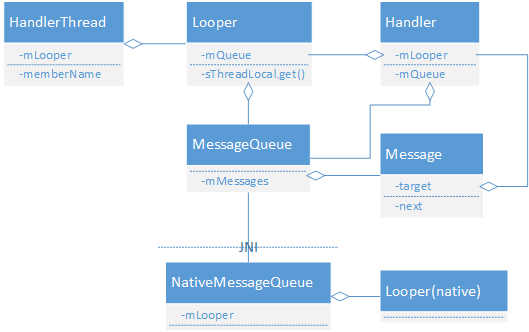 HandlerThread
-mLooper
-memberName
Looper
-mQueue
-sThreadLocal.get()
Handler
-mLooper
-mQueue
MessageQueue
-mMessages
Message
-target
-next
JNI
NativeMessageQueue
-mLooper
Looper(native)